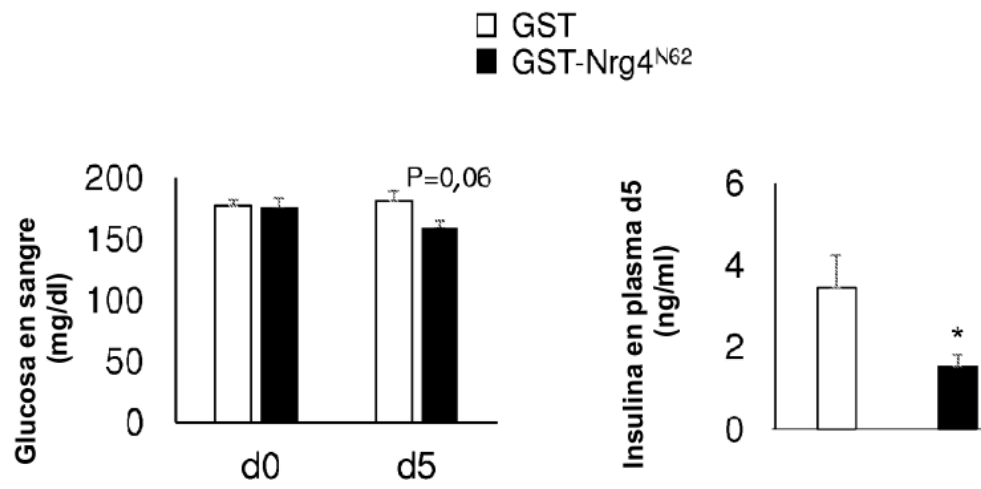 GST
GST-Nrg4N62
Glucosa en sangre
(mg/dl)
200
150
100
50
0
P=0,06
d0 d5
Insulina en plasma d5
(ng/ml)
6
4
2
0
*